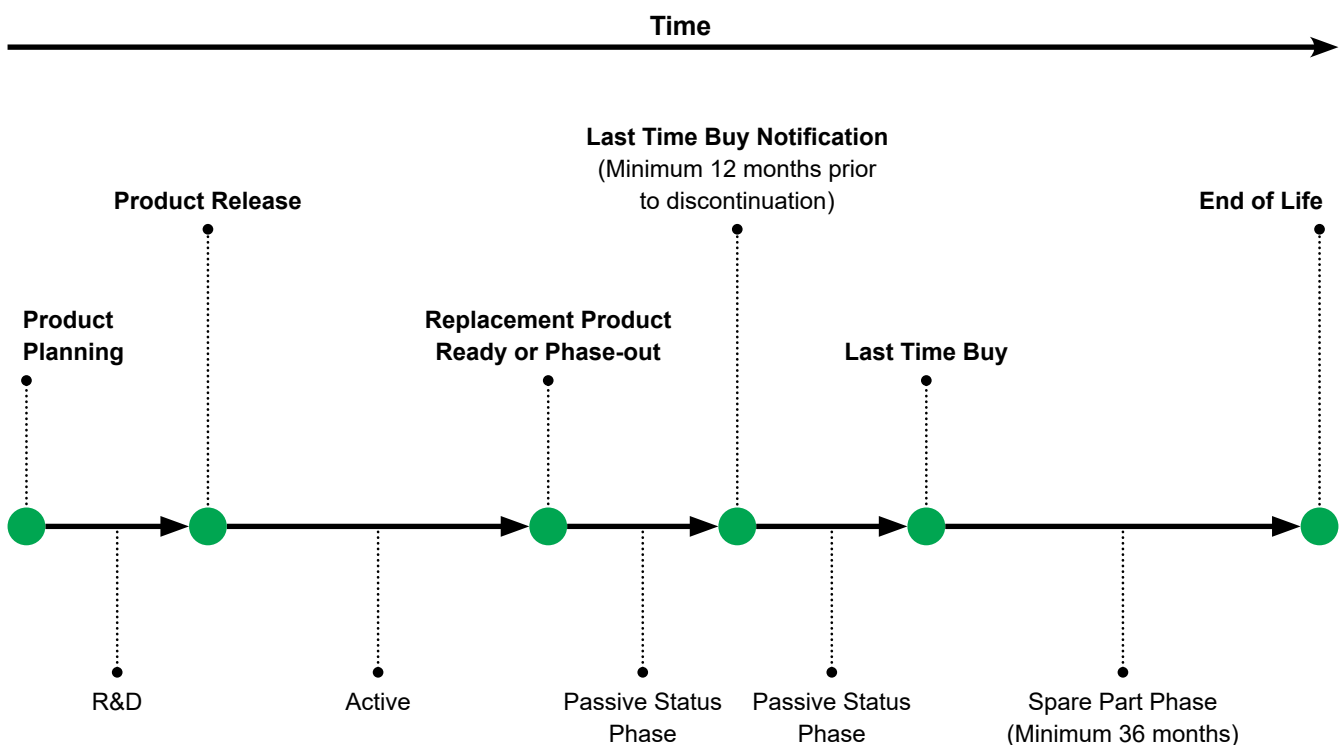 Time
Last Time Buy Notification
(Minimum 12 months prior
to discontinuation)
Product Release
End of Life
Product
Planning
Replacement Product
Ready or Phase-out
Last Time Buy
R&D
Active
Passive Status
Phase
Passive Status
Phase
Spare Part Phase
(Minimum 36 months)